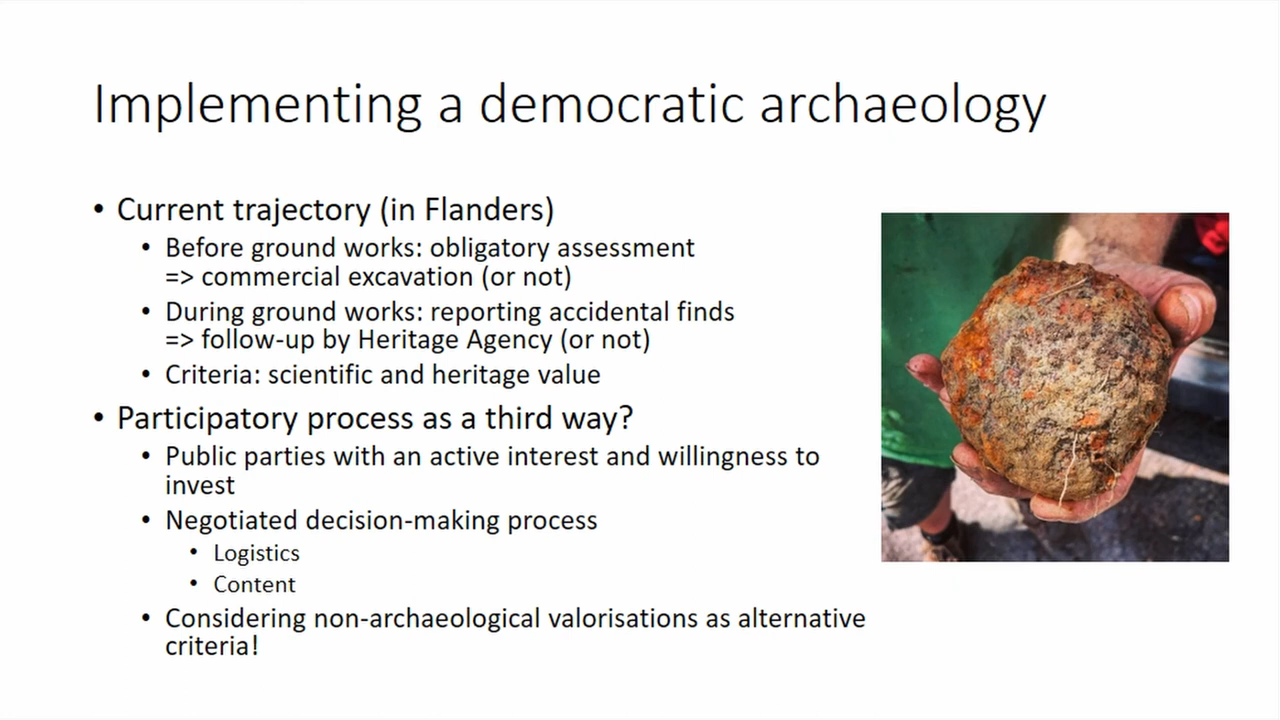 Implementing a democratic archaeology
• Current trajectory (in Flanders)
• Before ground works: obligatory assessment
=> commercial excavation (or not)
• During ground works: reporting accidental finds
=> follow-up by Heritage Agency (or not)
• Criteria: scientific and heritage value
• Participatory process as a third way?
• Public parties with an active interest and willingness to
invest
• Negotiated decision-making process
• Logistics
• Content
• Considering non-archaeological valorisations as alternative
criteria!